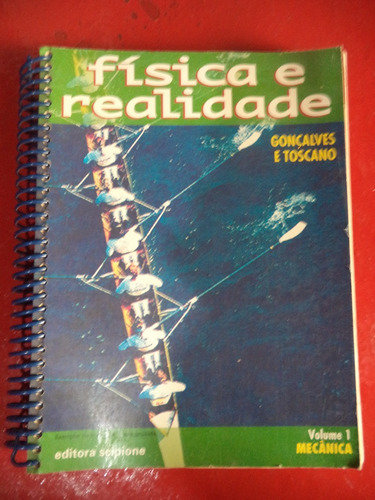 física e
realidade
GONÇALVES
E TOSCANO
Volume 1
MECÂNICA
editora scipione